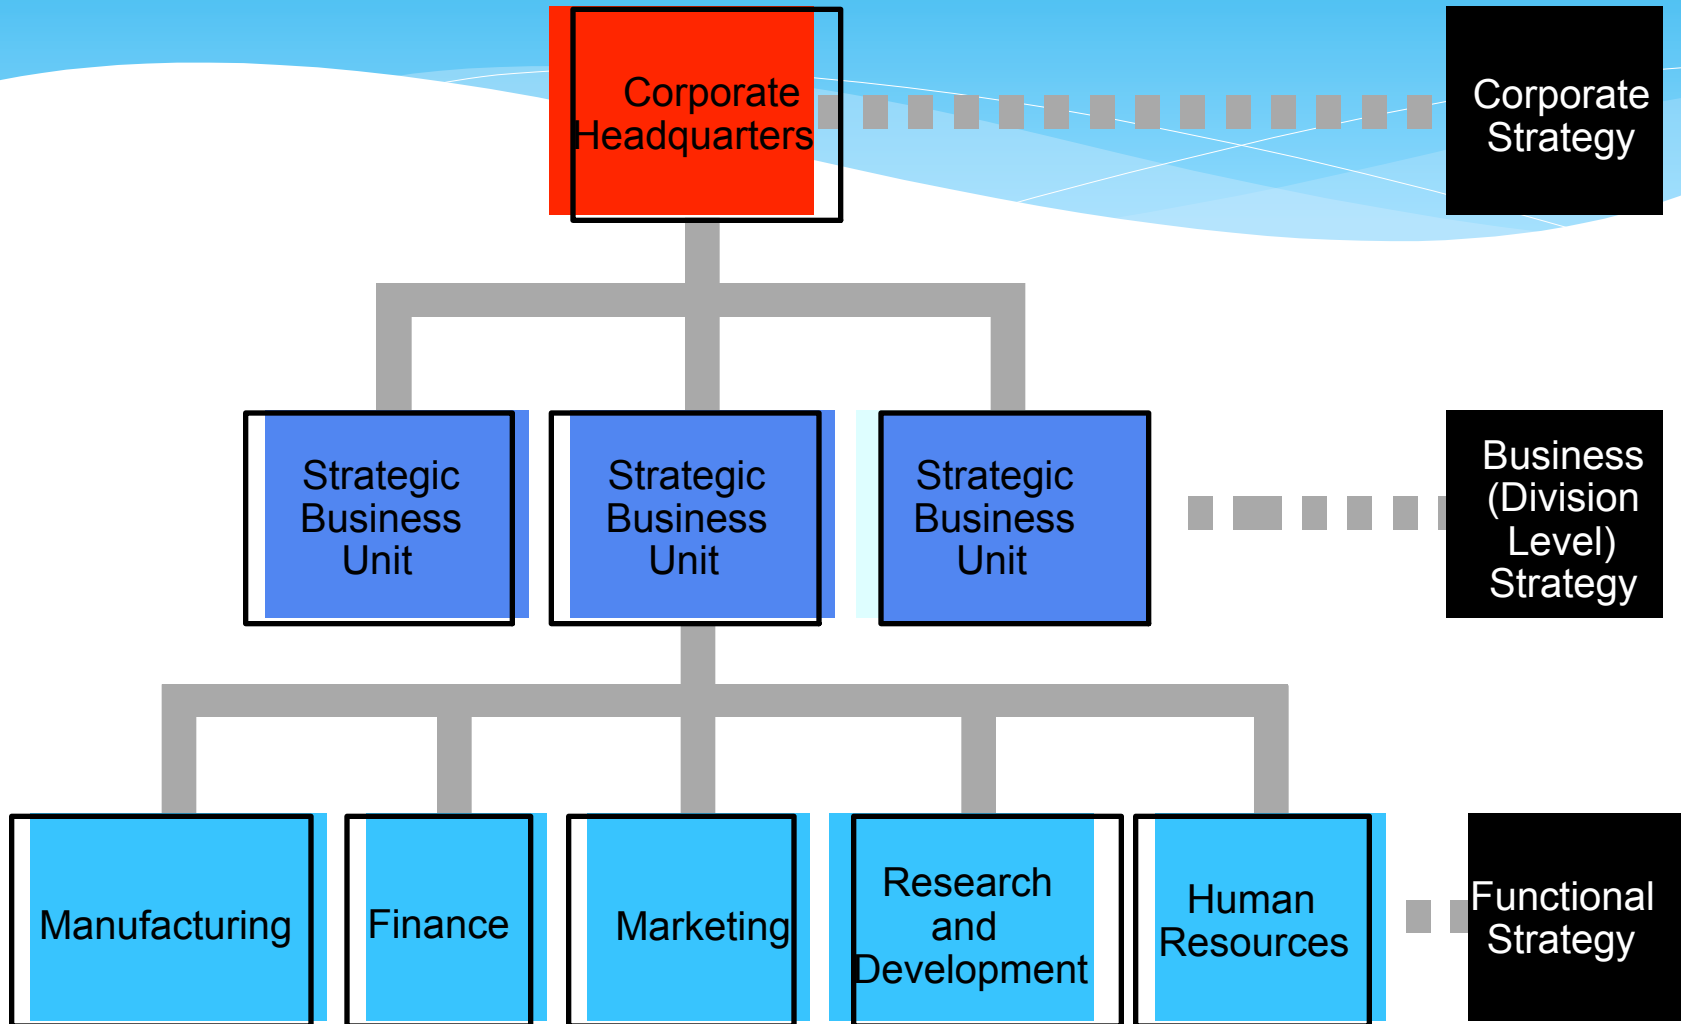 Corporate
Headquarters
Corporate
Strategy
Strategic
Business
Unit
Strategic
Business
Unit
Strategic
Business
Unit
Business
(Division
Level)
Strategy
Manufacturing
Finance
Marketing
Research
and
Development
Human
Resources
Functional
Strategy